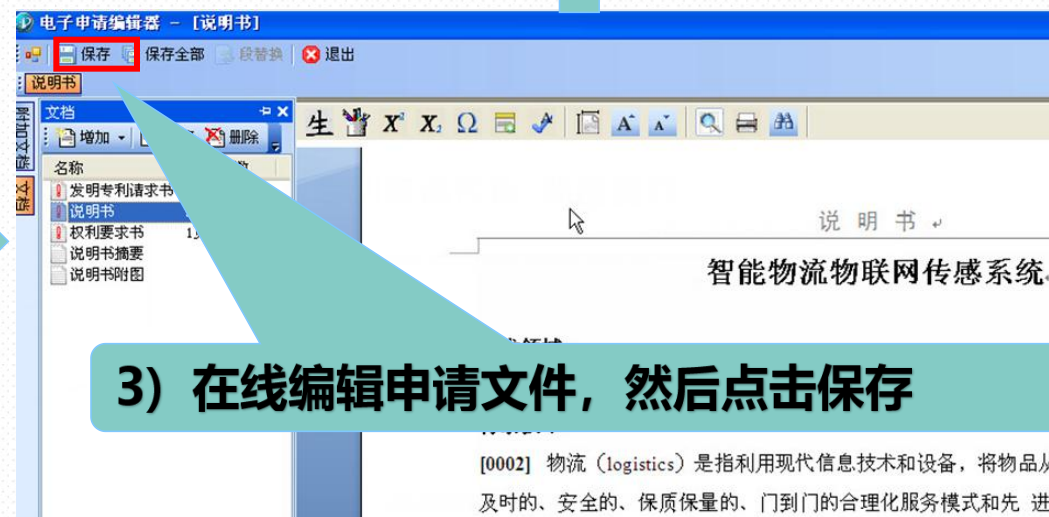 电子申请编辑器 - [说明书]
保存 保存全部 段替换 退出
说明书
附加文档
文档
文档
增加 删除
名称
发明专利请求书
说明书
权利要求书
说明书摘要
说明书附图
生 X² X₂ Ω A A
说 明 书
智能物流物联网传感系统
3) 在线编辑申请文件，然后点击保存
[0002] 物流（logistics）是指利用现代信息技术和设备，将物品从
及时的、安全的、保质保量的、门到门的合理化服务模式和先 进